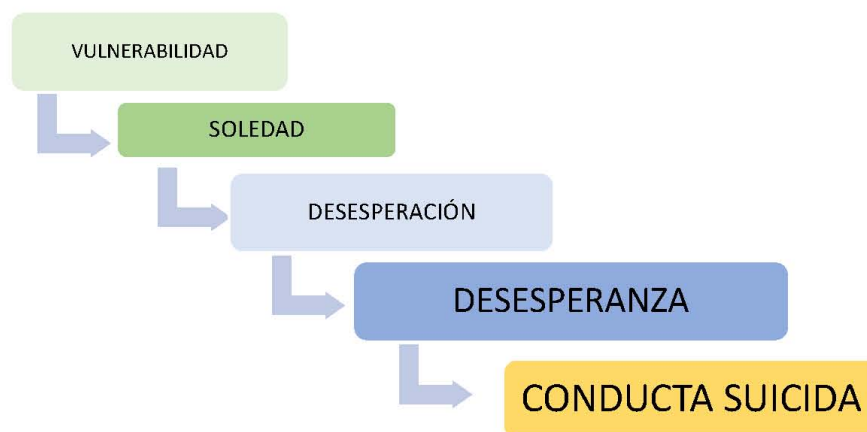 VULNERABILIDAD
SOLEDAD
DESESPERACIÓN
DESESPERANZA
CONDUCTA SUICIDA